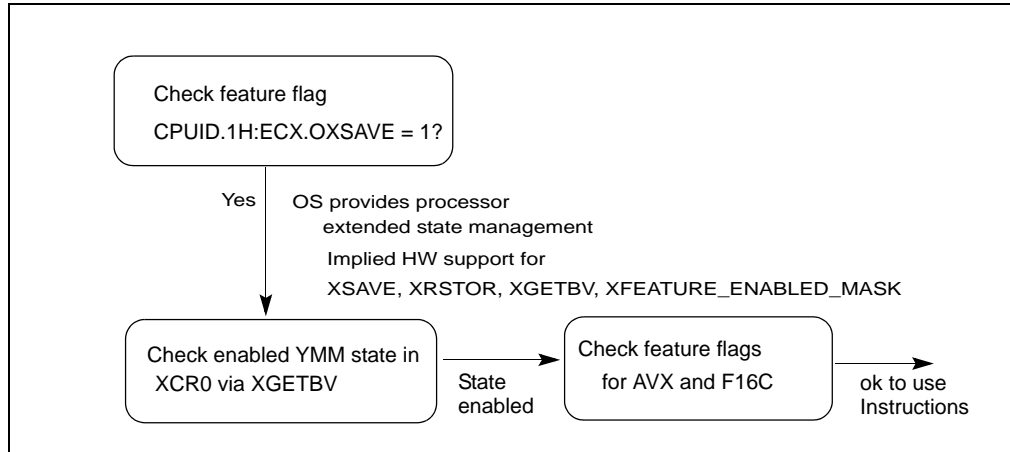 Check feature flag
CPUID.1H:ECX.OXSAVE = 1?
Yes
OS provides processor
extended state management
Implied HW support for
XSAVE, XRSTOR, XGETBV, XFEATURE_ENABLED_MASK
Check enabled YMM state in
XCR0 via XGETBV
State
enabled
Check feature flags
for AVX and F16C
ok to use
Instructions